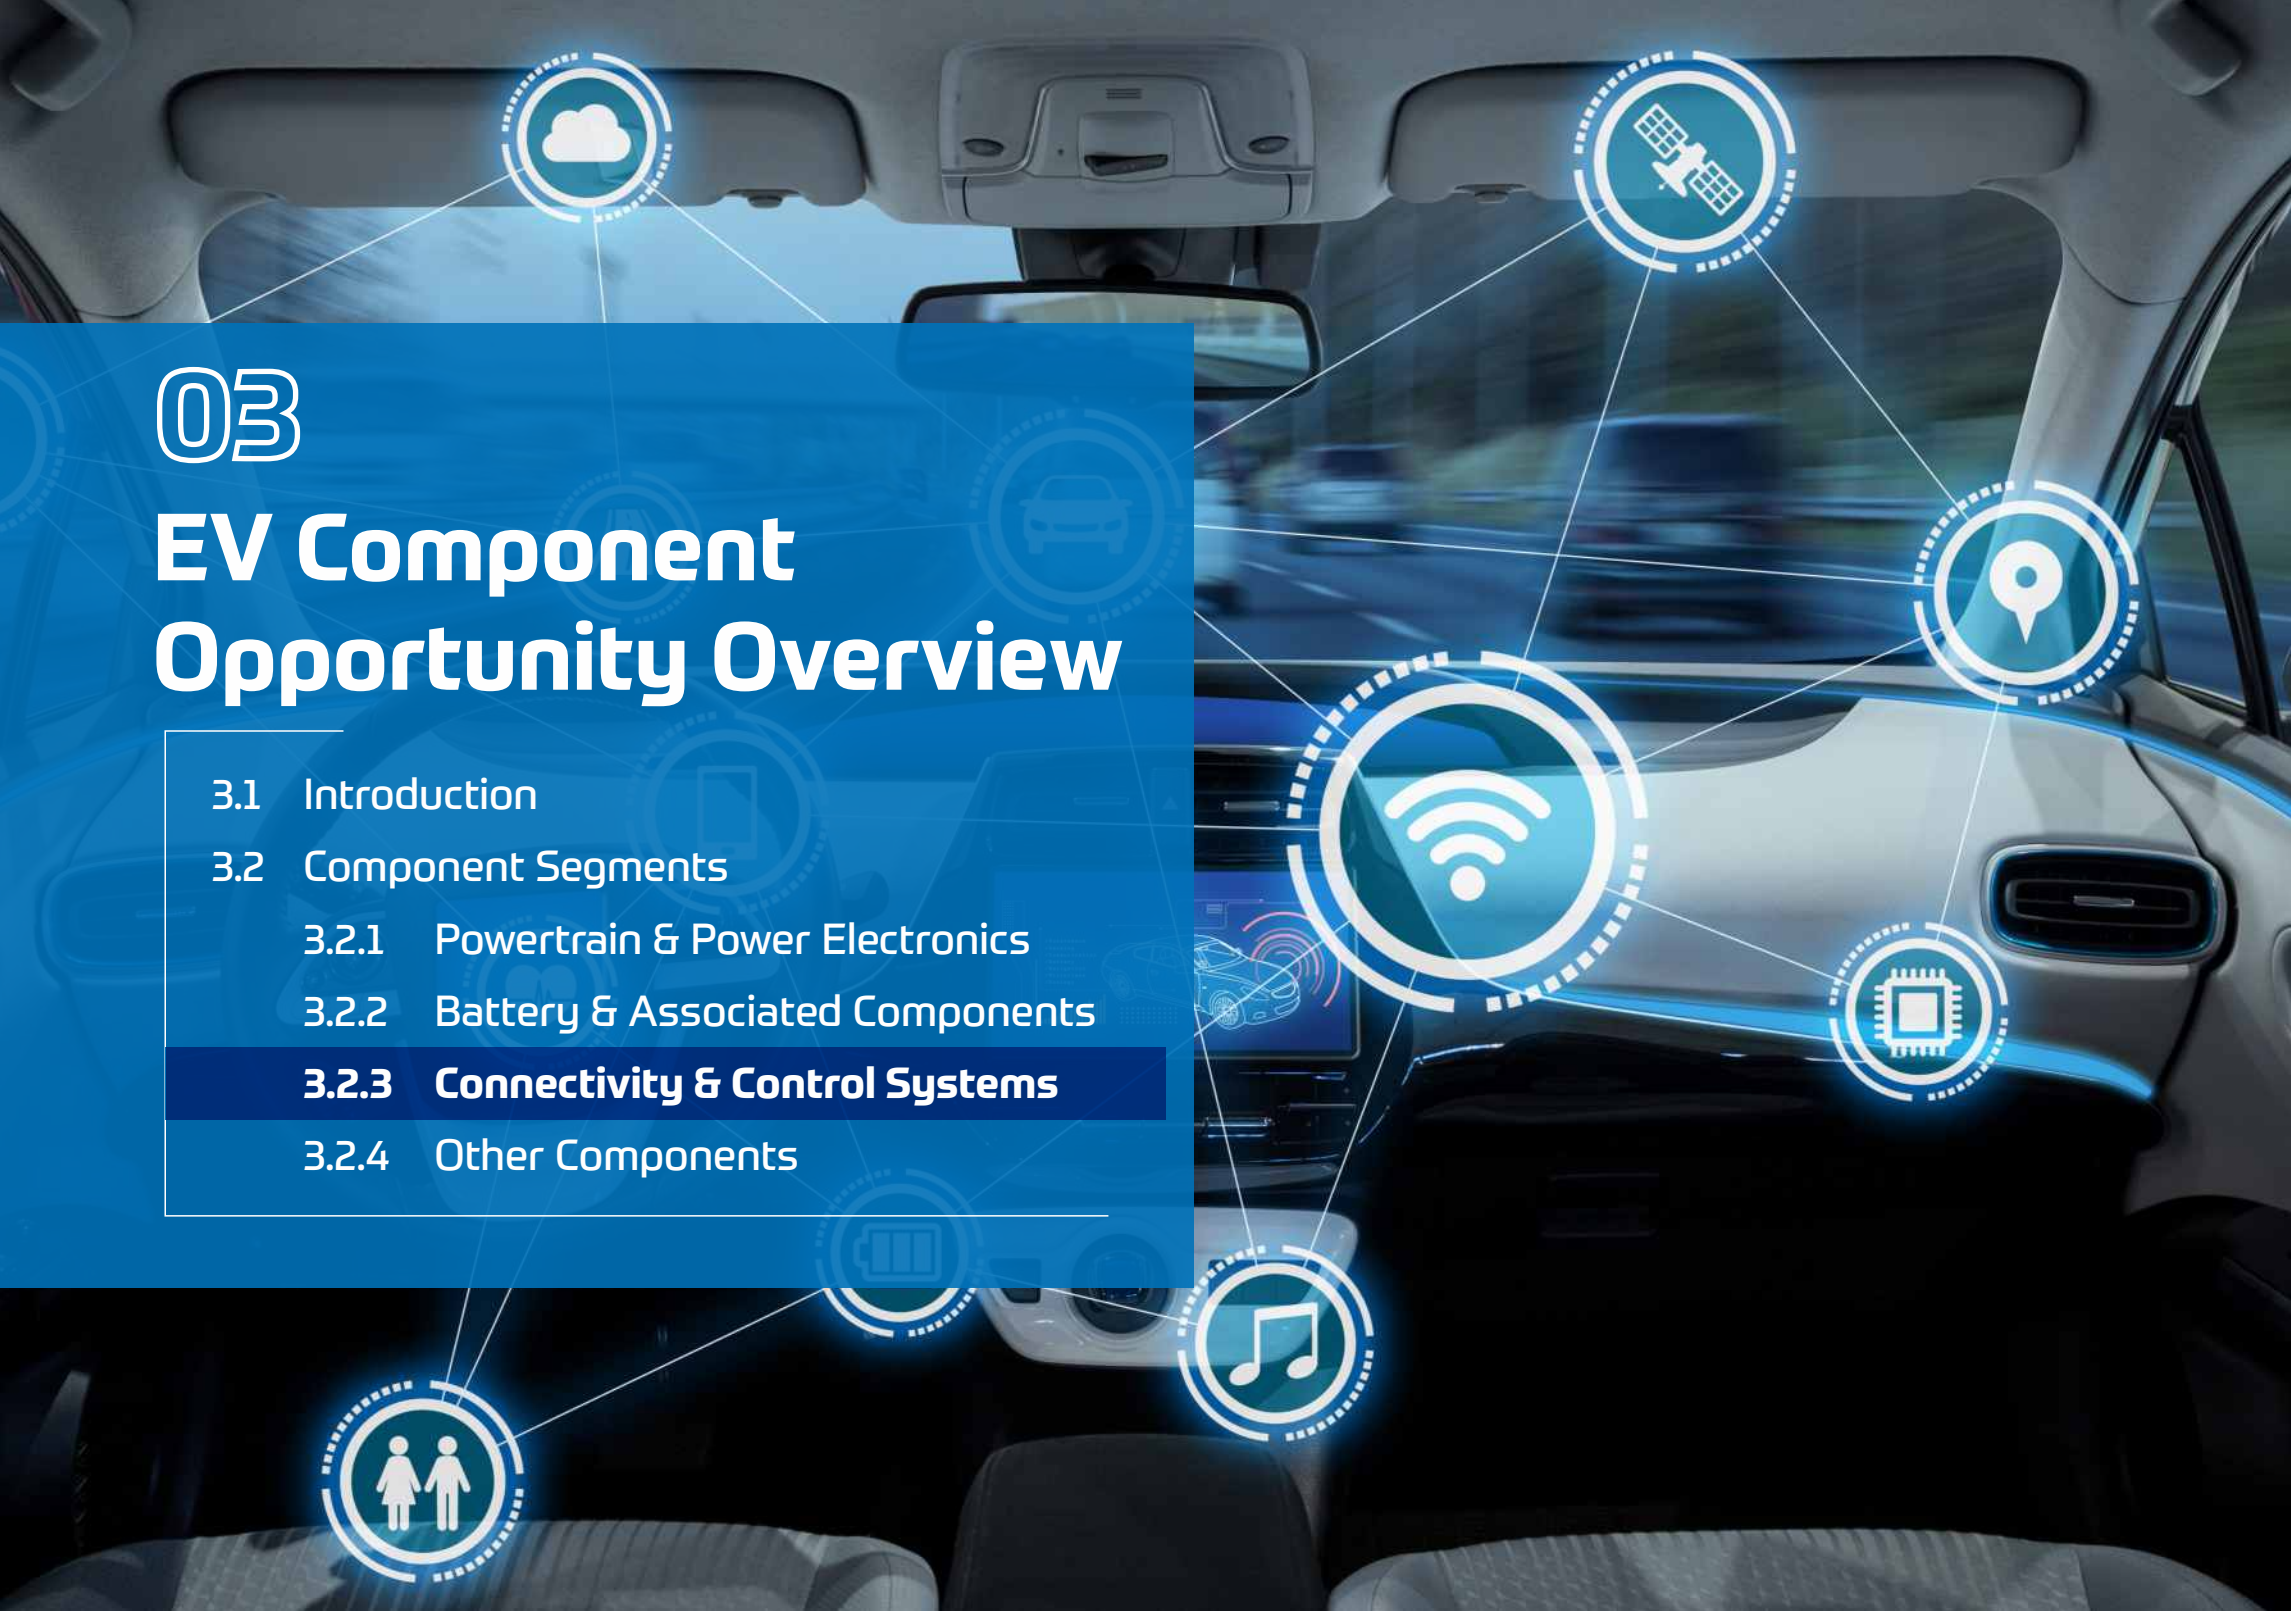 03
EV Component
Opportunity Overview
3.1 Introduction
3.2 Component Segments
3.2.1 Powertrain & Power Electronics
3.2.2 Battery & Associated Components
3.2.3 Connectivity & Control Systems
3.2.4 Other Components